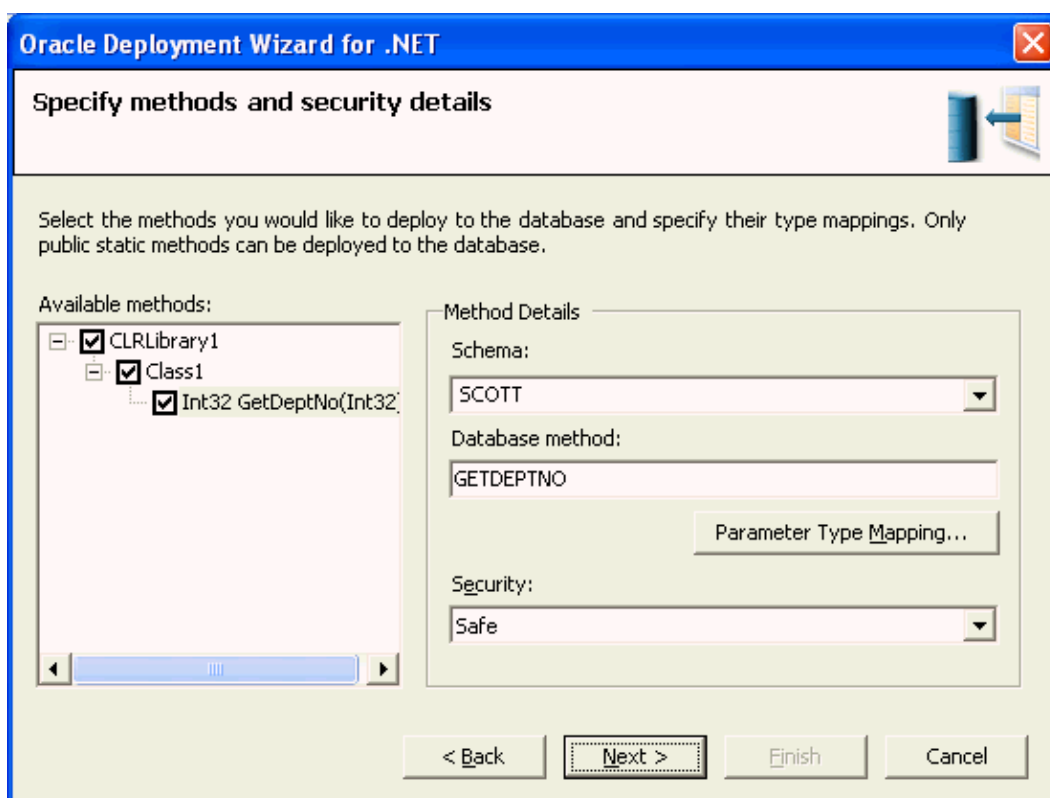 Oracle Deployment Wizard for .NET
Specify methods and security details
Select the methods you would like to deploy to the database and specify their type mappings. Only
public static methods can be deployed to the database.
Available methods:
CLRLibrary1
Class1
Int32 GetDeptNo(Int32)
Method Details
Schema:
SCOTT
Database method:
GETDEPTNO
Parameter Type Mapping...
Security:
Safe
< Back
Next >
Finish
Cancel